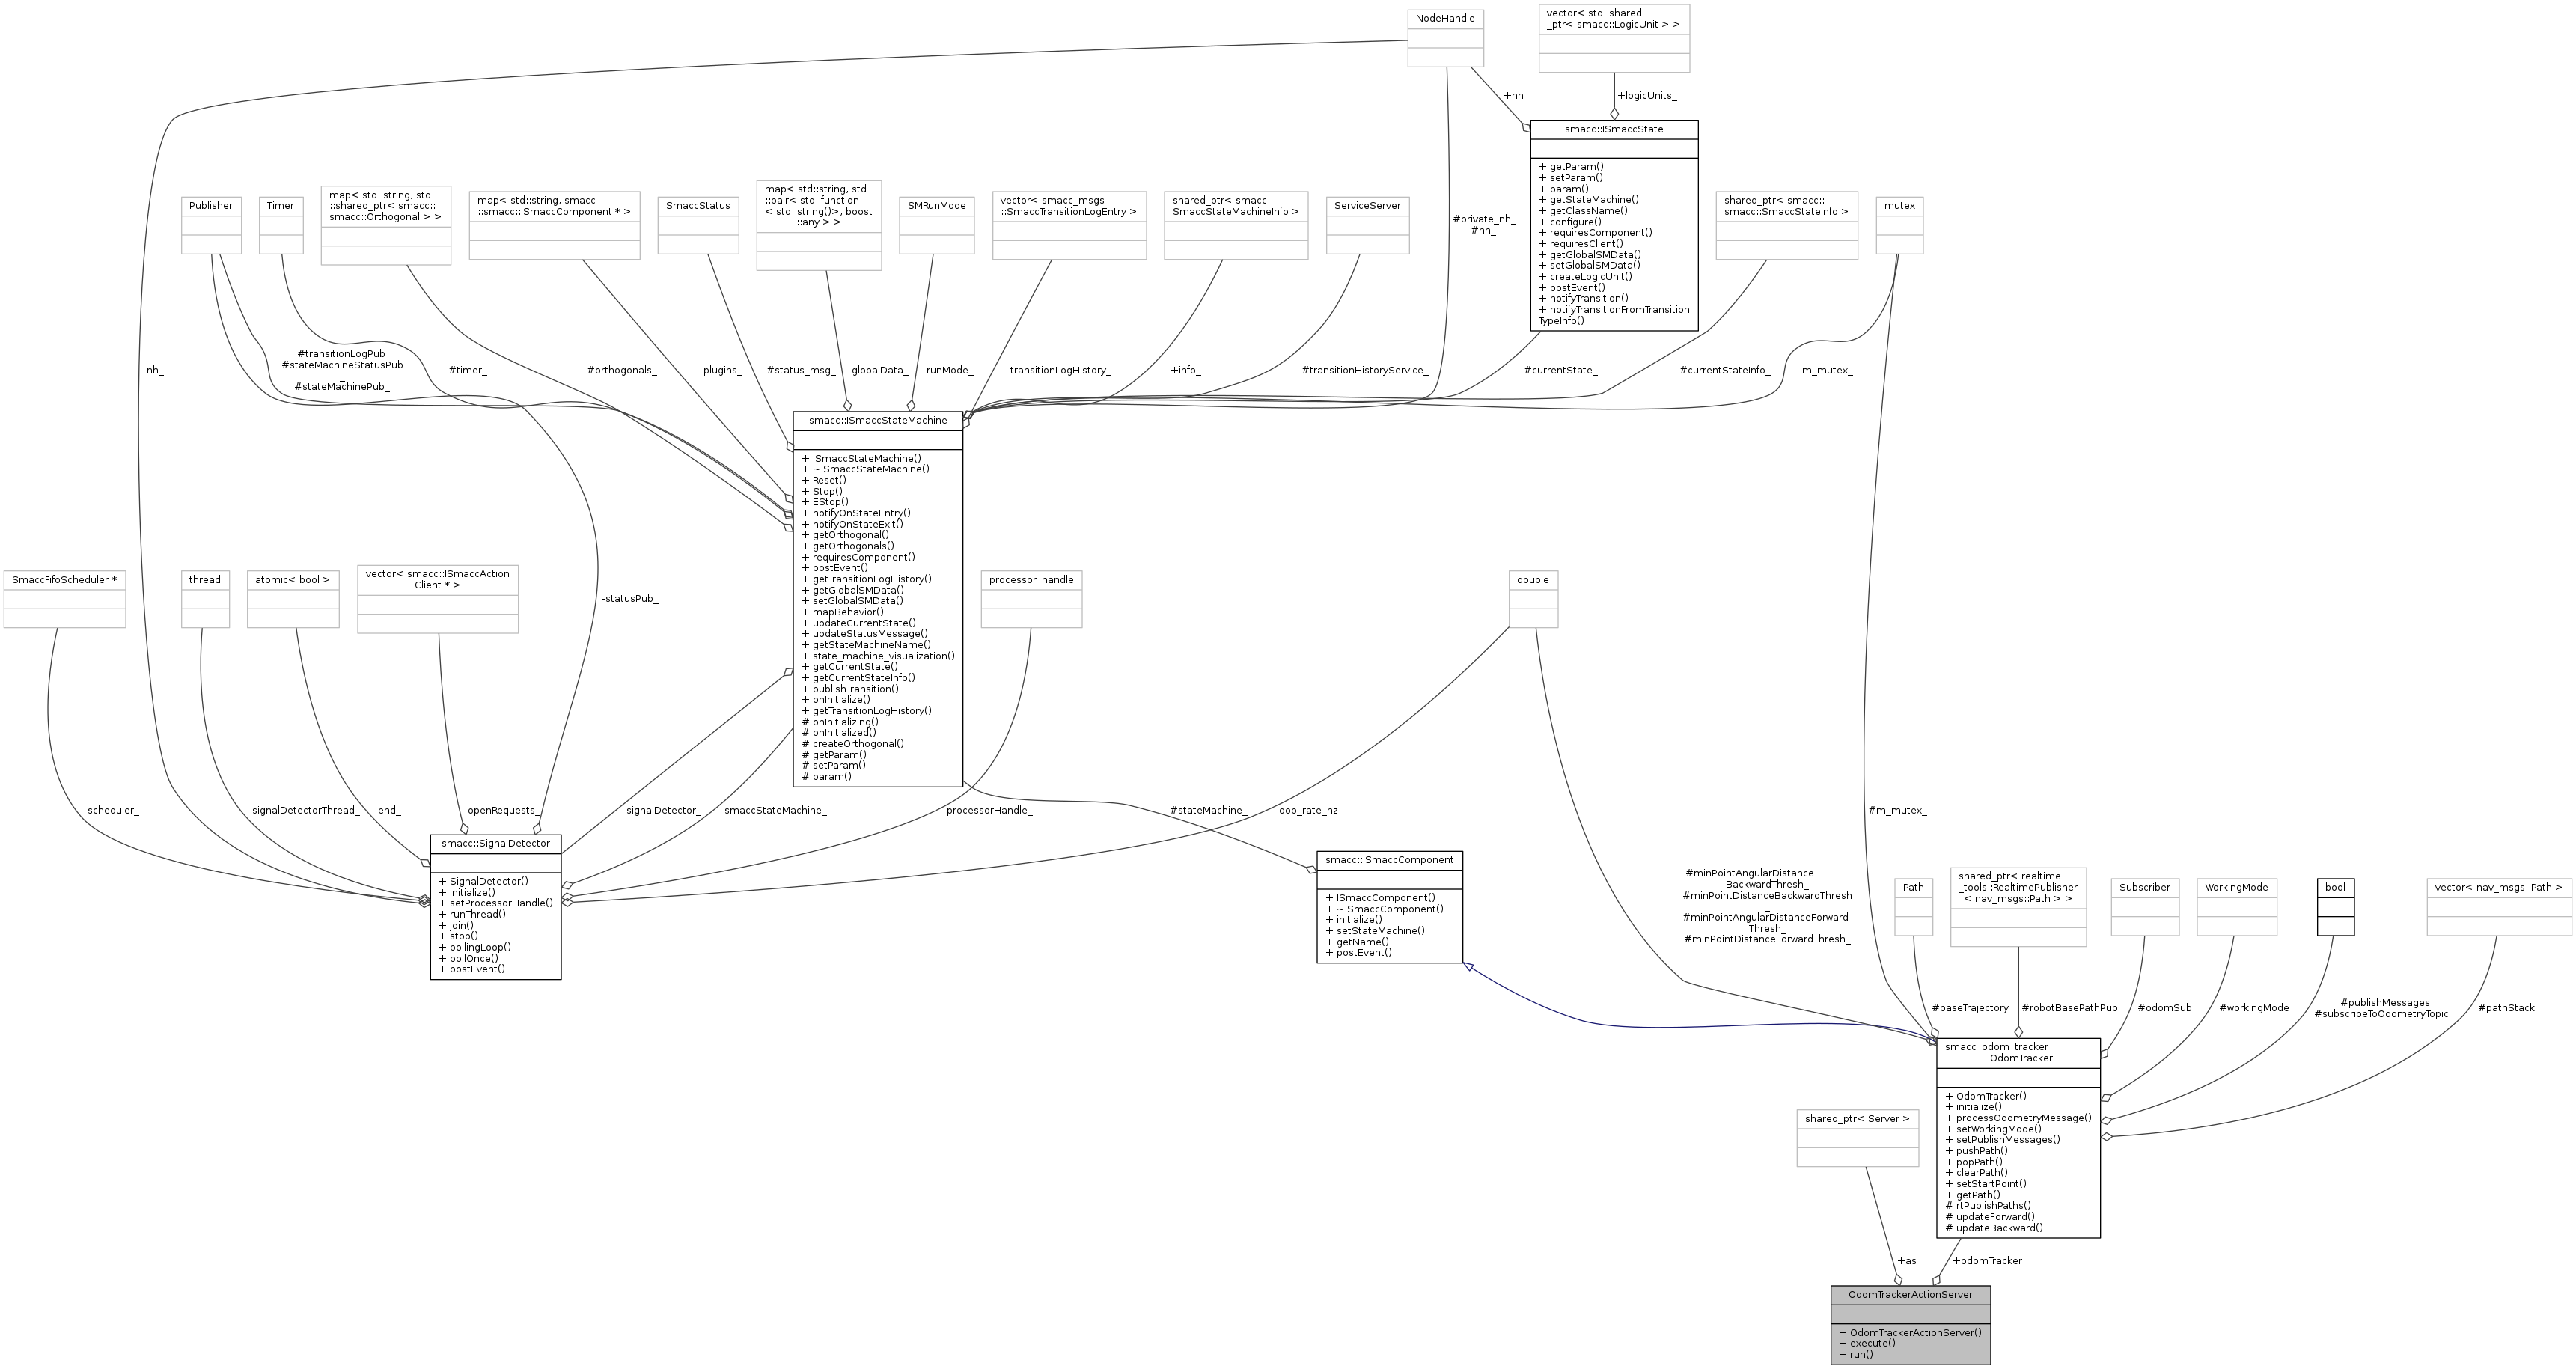 NodeHandle
vector< std::shared
_ptr< smacc::LogicUnit > >
+nh
+logicUnits_
smacc::ISmaccState
+ getParam()
+ setParam()
+ param()
+ getStateMachine()
+ getClassName()
+ configure()
+ requiresComponent()
+ requiresClient()
+ getGlobalSMData()
+ setGlobalSMData()
+ createLogicUnit()
+ postEvent()
+ notifyTransition()
+ notifyTransitionFromTransition
TypeInfo()
Publisher
Timer
map< std::string, std
::shared_ptr< smacc::
smacc::Orthogonal > >
map< std::string, smacc
::smacc::ISmaccComponent * >
SmaccStatus
map< std::string, std
::pair< std::function
< std::string()>, boost
::any > >
SMRunMode
vector< smacc_msgs
::SmaccTransitionLogEntry >
shared_ptr< smacc::
SmaccStateMachineInfo >
ServiceServer
#private_nh_
#nh_
shared_ptr< smacc::
smacc::SmaccStateInfo >
mutex
-nh_
#transitionLogPub_
#stateMachineStatusPub
_
#stateMachinePub_
#timer_
#orthogonals_
-plugins_
#status_msg_
-globalData_
-runMode_
-transitionLogHistory_
+info_
#transitionHistoryService_
#currentState_
#currentStateInfo_
-m_mutex_
smacc::ISmaccStateMachine
+ ISmaccStateMachine()
+ ~ISmaccStateMachine()
+ Reset()
+ Stop()
+ EStop()
+ notifyOnStateEntry()
+ notifyOnStateExit()
+ getOrthogonal()
+ getOrthogonals()
+ requiresComponent()
+ postEvent()
+ getTransitionLogHistory()
+ getGlobalSMData()
+ setGlobalSMData()
+ mapBehavior()
+ updateCurrentState()
+ updateStatusMessage()
+ getStateMachineName()
+ state_machine_visualization()
+ getCurrentState()
+ getCurrentStateInfo()
+ publishTransition()
+ onInitialize()
+ getTransitionLogHistory()
# onInitializing()
# onInitialized()
# createOrthogonal()
# getParam()
# setParam()
# param()
SmaccFifoScheduler *
thread
atomic< bool >
vector< smacc::ISmaccAction
Client * >
-statusPub_
processor_handle
double
-scheduler_
-signalDetectorThread_
-end_
-openRequests_
-signalDetector_
-smaccStateMachine_
-processorHandle_
#stateMachine_
-loop_rate_hz
#m_mutex_
smacc::SignalDetector
+ SignalDetector()
+ initialize()
+ setProcessorHandle()
+ runThread()
+ join()
+ stop()
+ pollingLoop()
+ pollOnce()
+ postEvent()
smacc::ISmaccComponent
+ ISmaccComponent()
+ ~ISmaccComponent()
+ initialize()
+ setStateMachine()
+ getName()
+ postEvent()
#minPointAngularDistance
BackwardThresh_
#minPointDistanceBackwardThresh
_
#minPointAngularDistanceForward
Thresh_
#minPointDistanceForwardThresh_
Path
shared_ptr< realtime
_tools::RealtimePublisher
< nav_msgs::Path > >
Subscriber
WorkingMode
bool
vector< nav_msgs::Path >
#baseTrajectory_
#robotBasePathPub_
#odomSub_
#workingMode_
#publishMessages
#subscribeToOdometryTopic_
#pathStack_
smacc_odom_tracker
::OdomTracker
+ OdomTracker()
+ initialize()
+ processOdometryMessage()
+ setWorkingMode()
+ setPublishMessages()
+ pushPath()
+ popPath()
+ clearPath()
+ setStartPoint()
+ getPath()
# rtPublishPaths()
# updateForward()
# updateBackward()
shared_ptr< Server >
+as_
+odomTracker
OdomTrackerActionServer
+ OdomTrackerActionServer()
+ execute()
+ run()